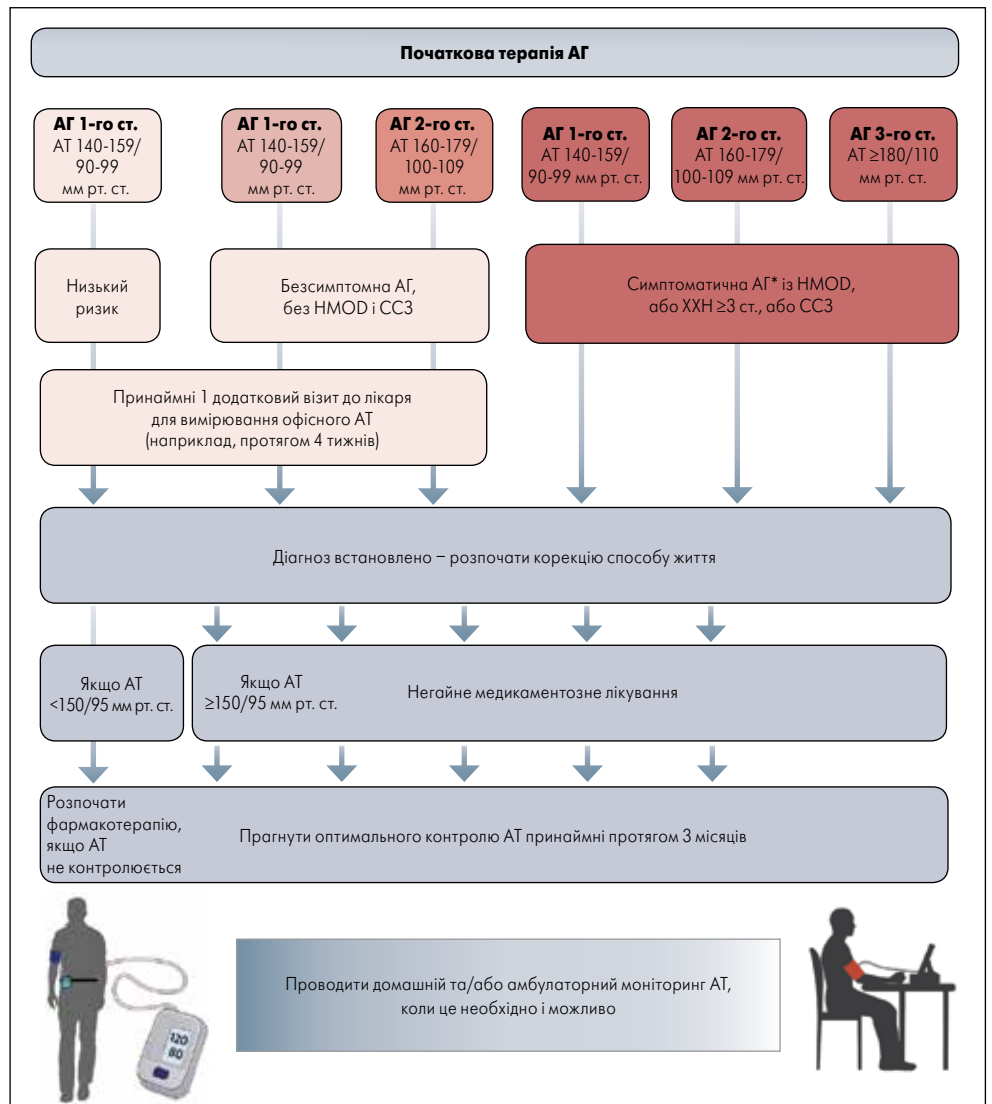 Початкова терапія АГ
АГ 1-го ст.
АТ 140-159/
90-99
мм рт. ст.
АГ 1-го ст.
АТ 140-159/
90-99
мм рт. ст.
АГ 2-го ст.
АТ 160-179/
100-109
мм рт. ст.
АГ 1-го ст.
АТ 140-159/
90-99 мм рт. ст.
АГ 2-го ст.
АТ 160-179/
100-109 мм рт. ст.
АГ 3-го ст.
АТ ≥180/110
мм рт. ст.
Низький
ризик
Безсимптомна АГ,
без HMOD і ССЗ
Симптоматична АГ* із HMOD,
або ХХН ≥3 ст., або ССЗ
Принаймні 1 додатковий візит до лікаря
для вимірювання офісного АТ
(наприклад, протягом 4 тижнів)
Діагноз встановлено – розпочати корекцію способу життя
Якщо АТ
<150/95 мм рт. ст.
Якщо АТ
≥150/95 мм рт. ст.
Негайне медикаментозне лікування
Розпочати
фармакотерапію,
якщо АТ
не контролюється
Прагнути оптимального контролю АТ принаймні протягом 3 місяців
120
80
Проводити домашній та/або амбулаторний моніторинг АТ,
коли це необхідно і можливо